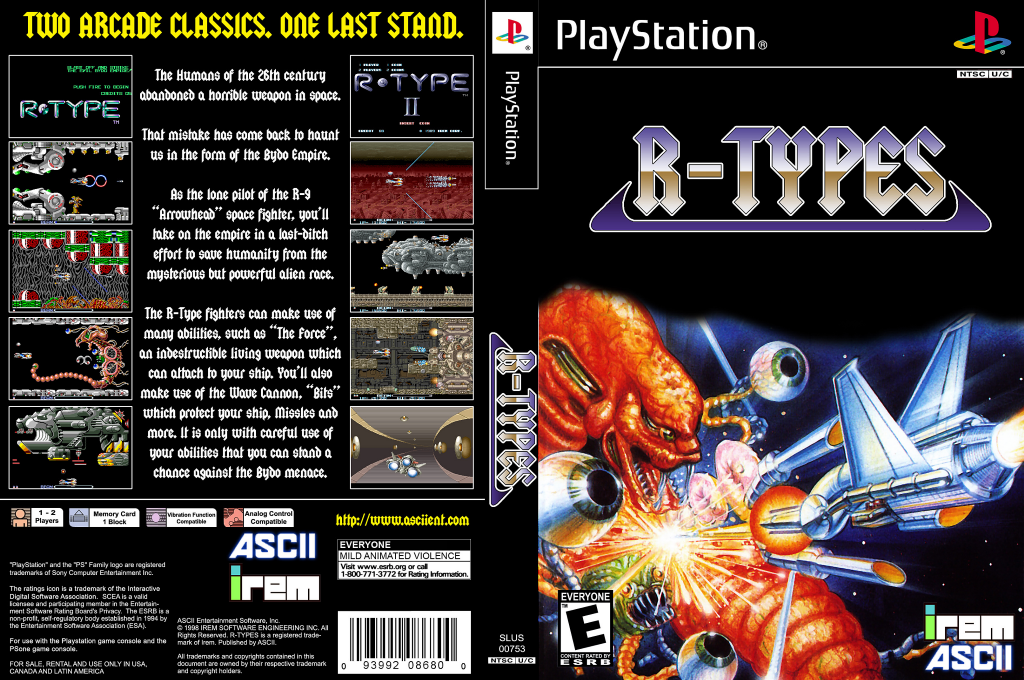 TWO ARCADE CLASSICS. ONE LAST STAND.
PUSH FIRE TO BEGIN
R•TYPE
TM
The Humans of the 26th century
abandoned a horrible weapon in space.
That mistake has come back to haunt
us in the form of the Bydo Empire.
As the lone pilot of the R-9
"Arrowhead" space fighter, you'll
take on the empire in a last-ditch
effort to save humanity from the
mysterious but powerful alien race.
The R-Type fighters can make use of
many abilities, such as "The Force",
an indestructible living weapon which
can attach to your ship. You'll also
make use of the Wave Cannon, "Bits"
which protect your ship, Missles and
more. It is only with careful use of
your abilities that you can stand a
chance against the Bydo menace.
R•TYPE
II
INSERT COIN
1 - 2
Players
Memory Card
1 Block
Vibration Function
Compatible
Analog Control
Compatible
http://www.asciient.com
"PlayStation" and the "PS" Family logo are registered
trademarks of Sony Computer Entertainment Inc.
The ratings icon is a trademark of the Interactive
Digital Software Association.  SCEA is a valid
licensee and participating member in the Entertain-
ment Software Rating Board's Privacy.  The ESRB is a
non-profit, self-regulatory body established in 1994 by
the Entertainment Software Association (ESA).
For use with the Playstation game console and the
PSone game console.
FOR SALE, RENTAL AND USE ONLY IN USA,
CANADA AND LATIN AMERICA
ASCII
irem
ASCII Entertainment Software, Inc.
© 1998 IREM SOFTWARE ENGINEERING INC. All
Rights Reserved. R-TYPES is a registered trade-
mark of Irem. Published by ASCII.
All trademarks and copyrights contained in this
document are owned by their respective trademark
and copyright holders.
EVERYONE
MILD ANIMATED VIOLENCE
Visit www.esrb.org or call
1-800-771-3772 for Rating Information.
0 93992 08680 0
PlayStation®
R-TYPES
SLUS
00753
NTSC U/C
PlayStation®
NTSC U/C
R-TYPES
EVERYONE
TM
E
CONTENT RATED BY
ESRB
irem
ASCII